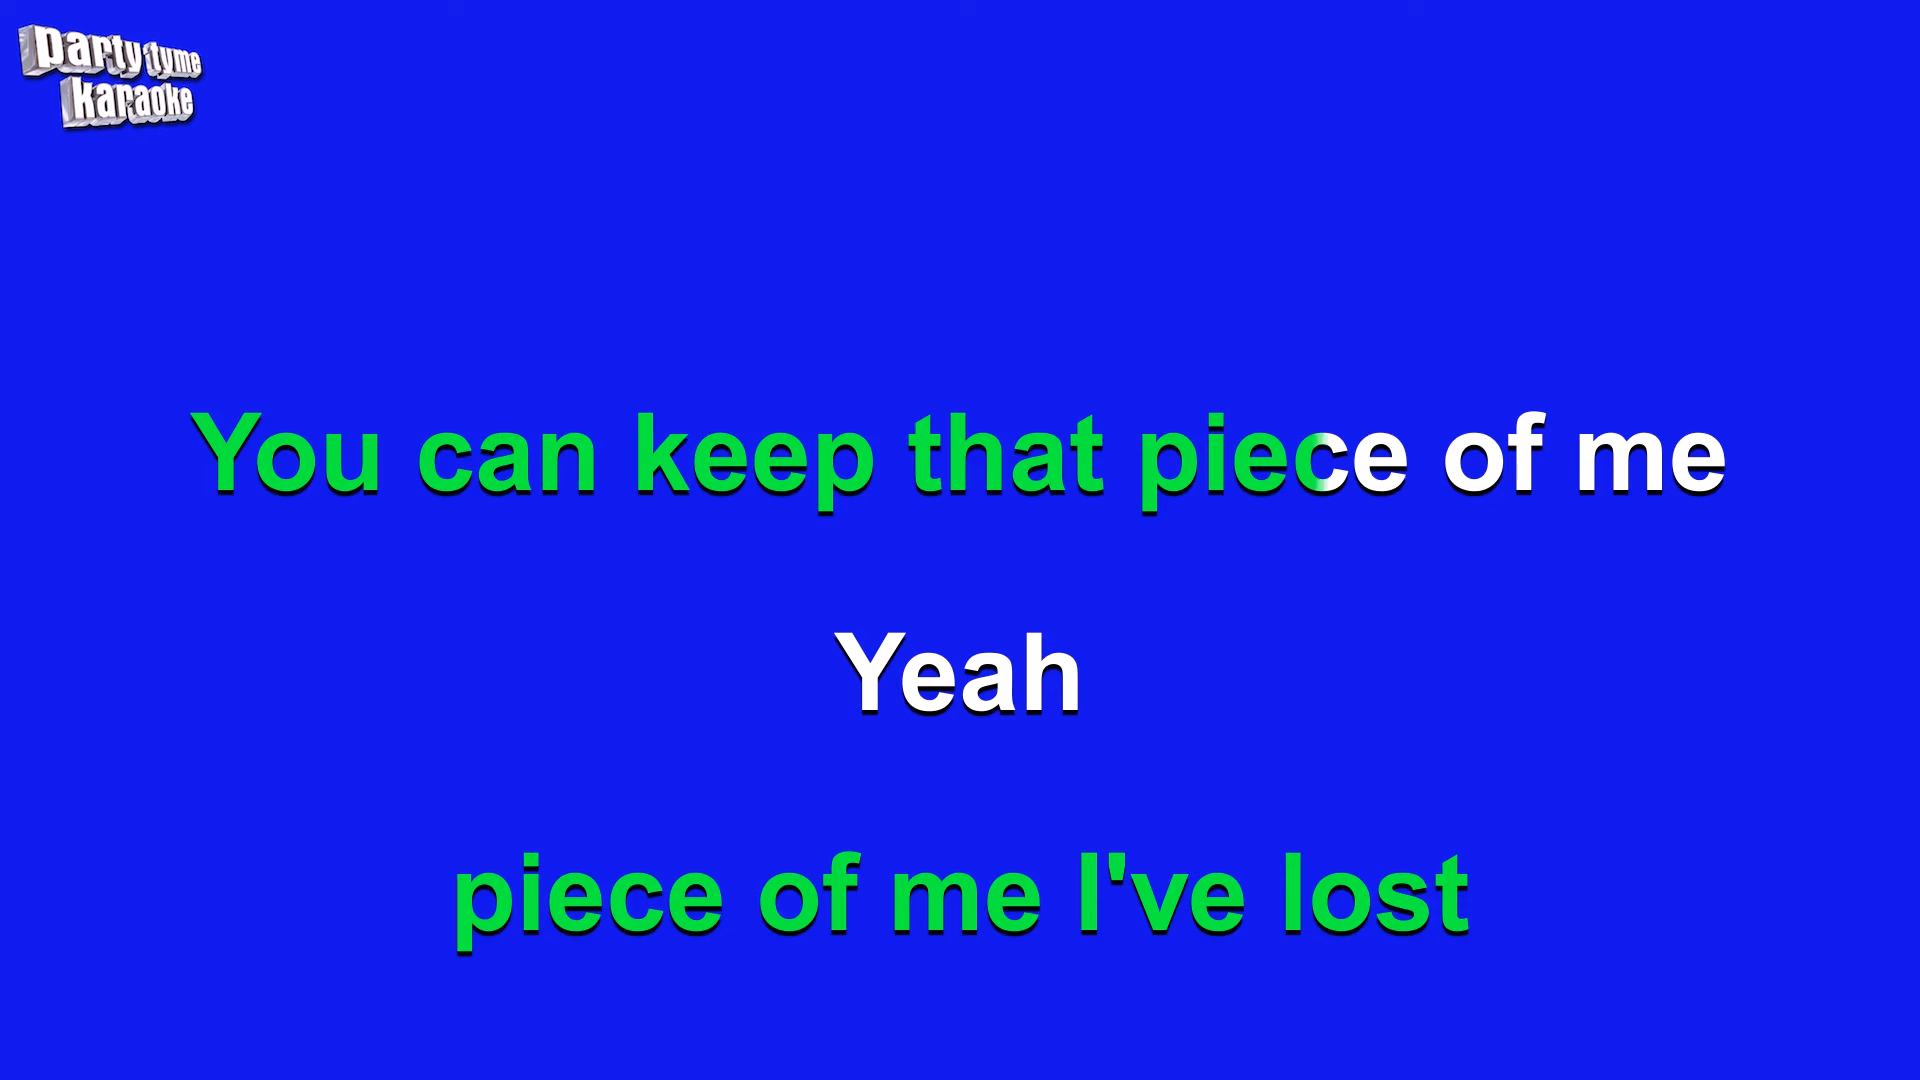 party tyme
karaoke
You can keep that piece of me
Yeah
piece of me I've lost